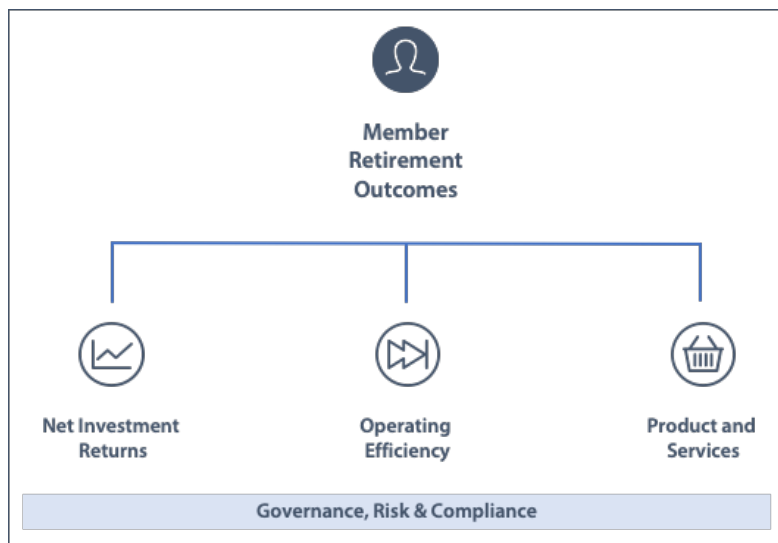 Member
Retirement
Outcomes
Net Investment
Returns
Operating
Efficiency
Product and
Services
Governance, Risk & Compliance